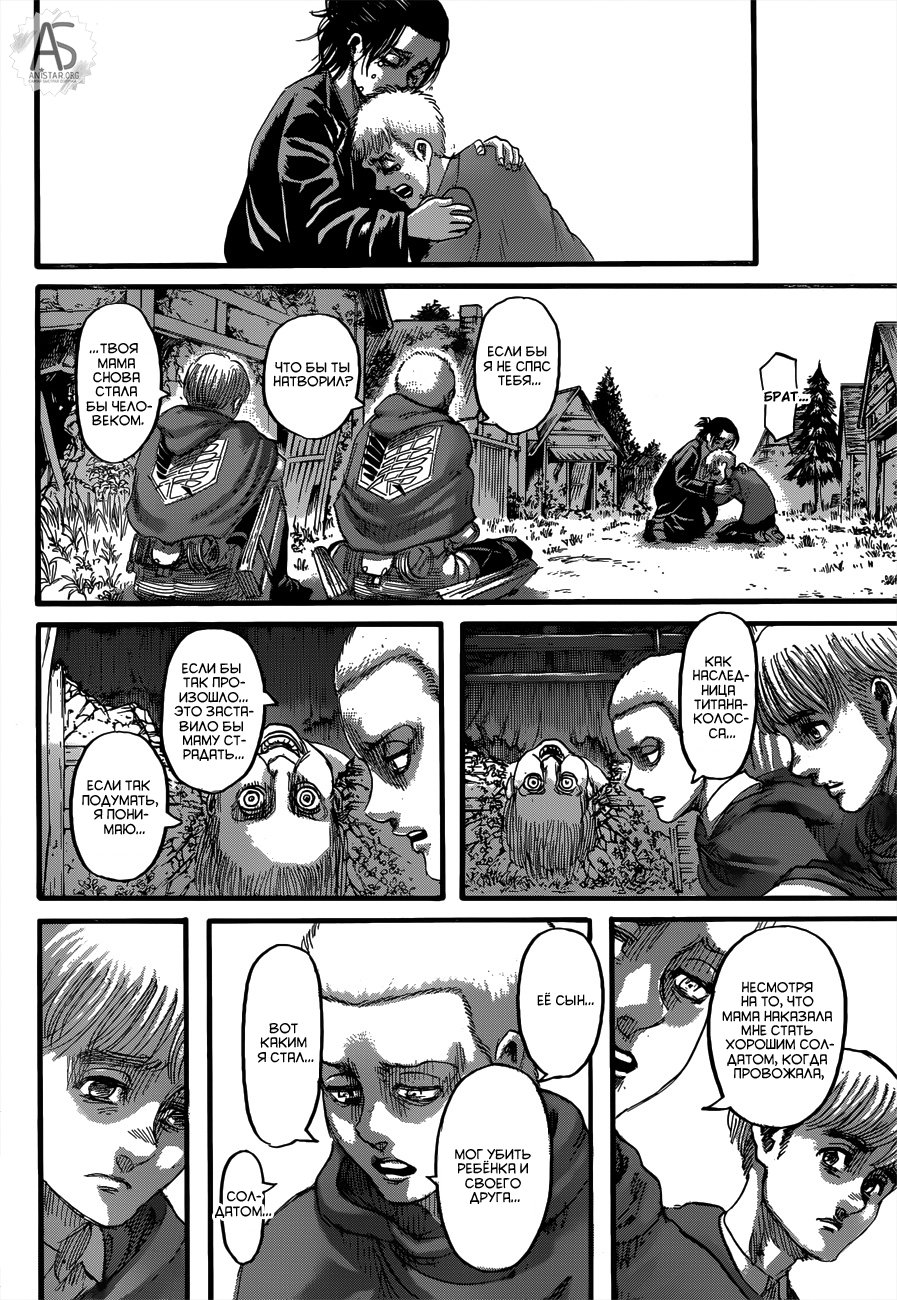 AS
ANISTAR.ORG
БРАТ...
ЕСЛИ БЫ
Я НЕ СПАС
ТЕБЯ...
ЧТО БЫ ТЫ
НАТВОРИЛ?
...ТВОЯ
МАМА
СНОВА
СТАЛА
БЫ ЧЕЛО-
ВЕКОМ.
КАК
НАСЛЕД-
НИЦА
ТИТАНА-
КОЛОС-
СА...
ЕСЛИ БЫ
ТАК ПРО-
ИЗОШЛО...
ЭТО ЗАСТА-
ВИЛО БЫ
МАМУ СТ-
РАДАТЬ...
ЕСЛИ ТАК
ПОДУМАТЬ,
Я ПОНИ-
МАЮ...
НЕСМОТРЯ
НА ТО, ЧТО
МАМА НАКАЗАЛА
МНЕ СТАТЬ
ХОРОШИМ СОЛ-
ДАТОМ, КОГДА
ПРОВОЖАЛА,
ЕЁ СЫН...
МОГ УБИТЬ
РЕБЁНКА И
СВОЕГО
ДРУГА...
ВОТ
КАКИМ
Я СТАЛ...
СОЛ-
ДАТОМ...